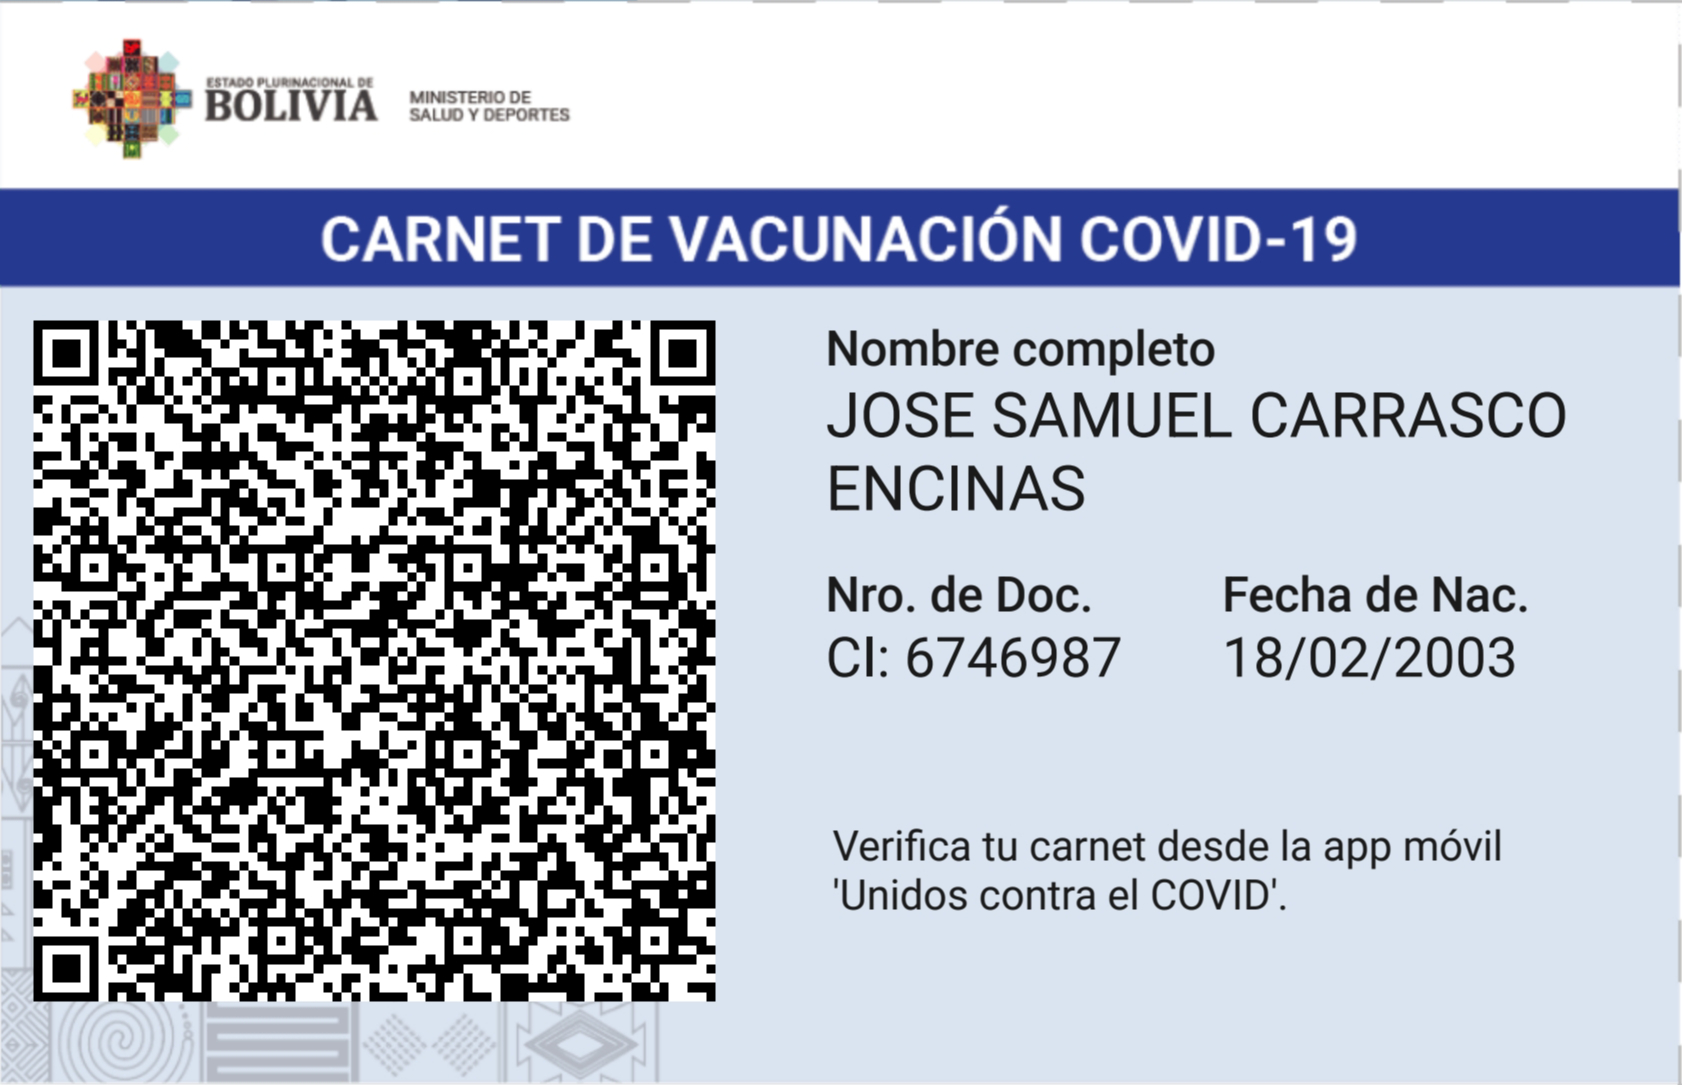 ESTADO PLURINACIONAL DE
BOLIVIA
MINISTERIO DE
SALUD Y DEPORTES
CARNET DE VACUNACIÓN COVID-19
Nombre completo
JOSE SAMUEL CARRASCO
ENCINAS
Nro. de Doc. Fecha de Nac.
CI: 6746987 18/02/2003
Verifica tu carnet desde la app móvil
'Unidos contra el COVID'.